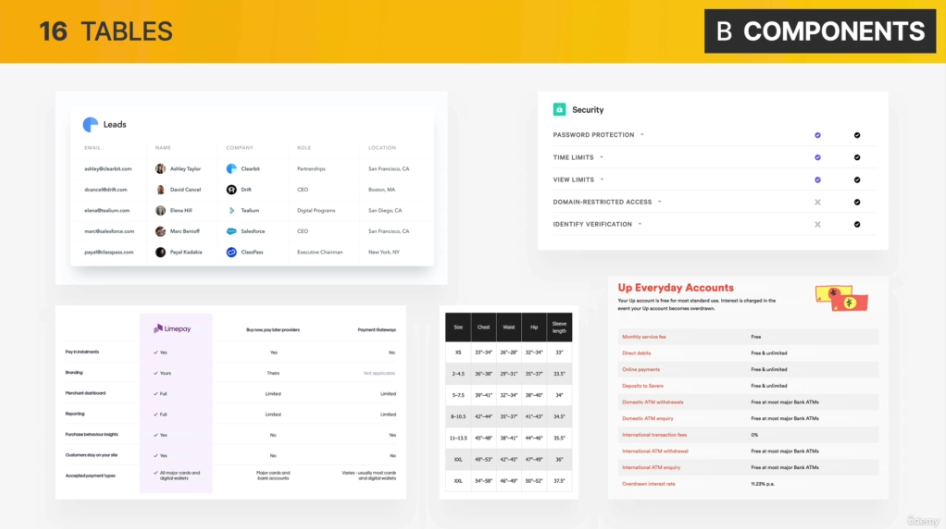 16 TABLES
B COMPONENTS
Leads
EMAIL NAME COMPANY ROLE LOCATION
ashley@clearbit.com Ashley Taylor Clearbit Partnerships San Francisco, CA
dcancel@drift.com David Cancel Drift CEO Boston, MA
elena@tealium.com Elena Hill Tealium Digital Programs San Diego, CA
marc@salesforce.com Marc Benioff Salesforce CEO San Francisco, CA
payal@classpass.com Payal Kadakia ClassPass Executive Chairman New York, NY
Security
PASSWORD PROTECTION
TIME LIMITS
VIEW LIMITS
DOMAIN-RESTRICTED ACCESS
IDENTIFY VERIFICATION
Limepay Buy now, pay later providers Payment Gateways
Pay in instalments Yes Yes No
Branding Yours Theirs Not applicable
Merchant dashboard Full Limited Limited
Reporting Full Limited Limited
Purchase behaviour insights Yes No Yes
Customers stay on your site Yes No No
Accepted payment types All major cards and digital wallets Major cards and bank accounts Varies - usually most cards and digital wallets
Size Chest Waist Hip Sleeve length
XS 33"-34" 26"-28" 32"-34" 33"
2-4.5 36"-38" 29"-31" 35"-37" 33.5"
5-7.5 39"-41" 32"-34" 38"-40" 34"
8-10.5 42"-44" 35"-37" 41"-43" 34.5"
11-13.5 45"-48" 38"-41" 44"-46" 35.5"
XXL 49"-53" 42"-45" 47"-49" 36"
XXL 54"-58" 46"-49" 50"-52" 37.5"
Up Everyday Accounts
Your Up account is free for most standard use. Interest is charged in the
event your Up account becomes overdrawn.
Monthly service fee Free
Direct debits Free & unlimited
Online payments Free & unlimited
Deposits to Savers Free & unlimited
Domestic ATM withdrawals Free at most major Bank ATMs
Domestic ATM enquiry Free at most major Bank ATMs
International transaction fees 0%
International ATM withdrawal Free at most major Bank ATMs
International ATM enquiry Free at most major Bank ATMs
Overdrawn interest rate 11.23% p.a.
ûdemy